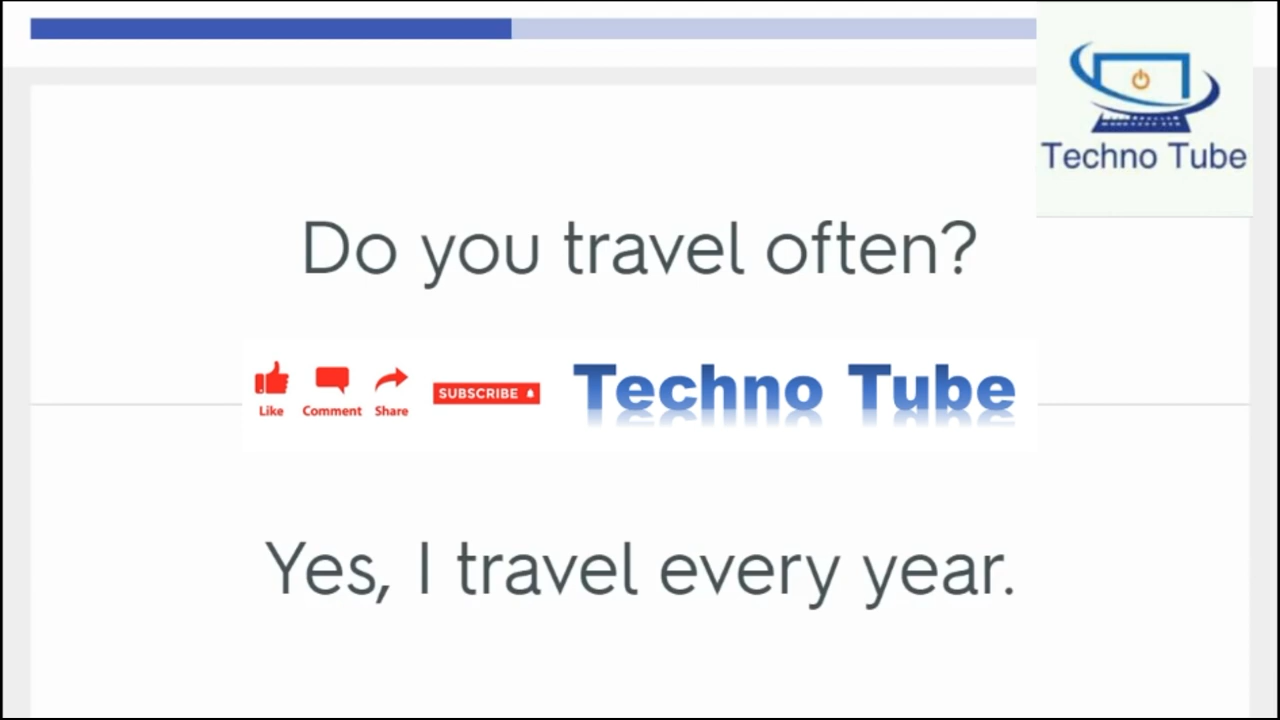 Techno Tube
Do you travel often?
Like Comment Share SUBSCRIBE Techno Tube
Yes, I travel every year.